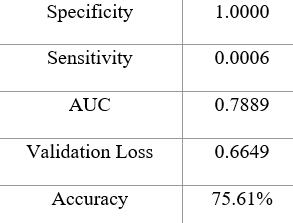 Specificity 1.0000
Sensitivity 0.0006
AUC 0.7889
Validation Loss 0.6649
Accuracy 75.61%